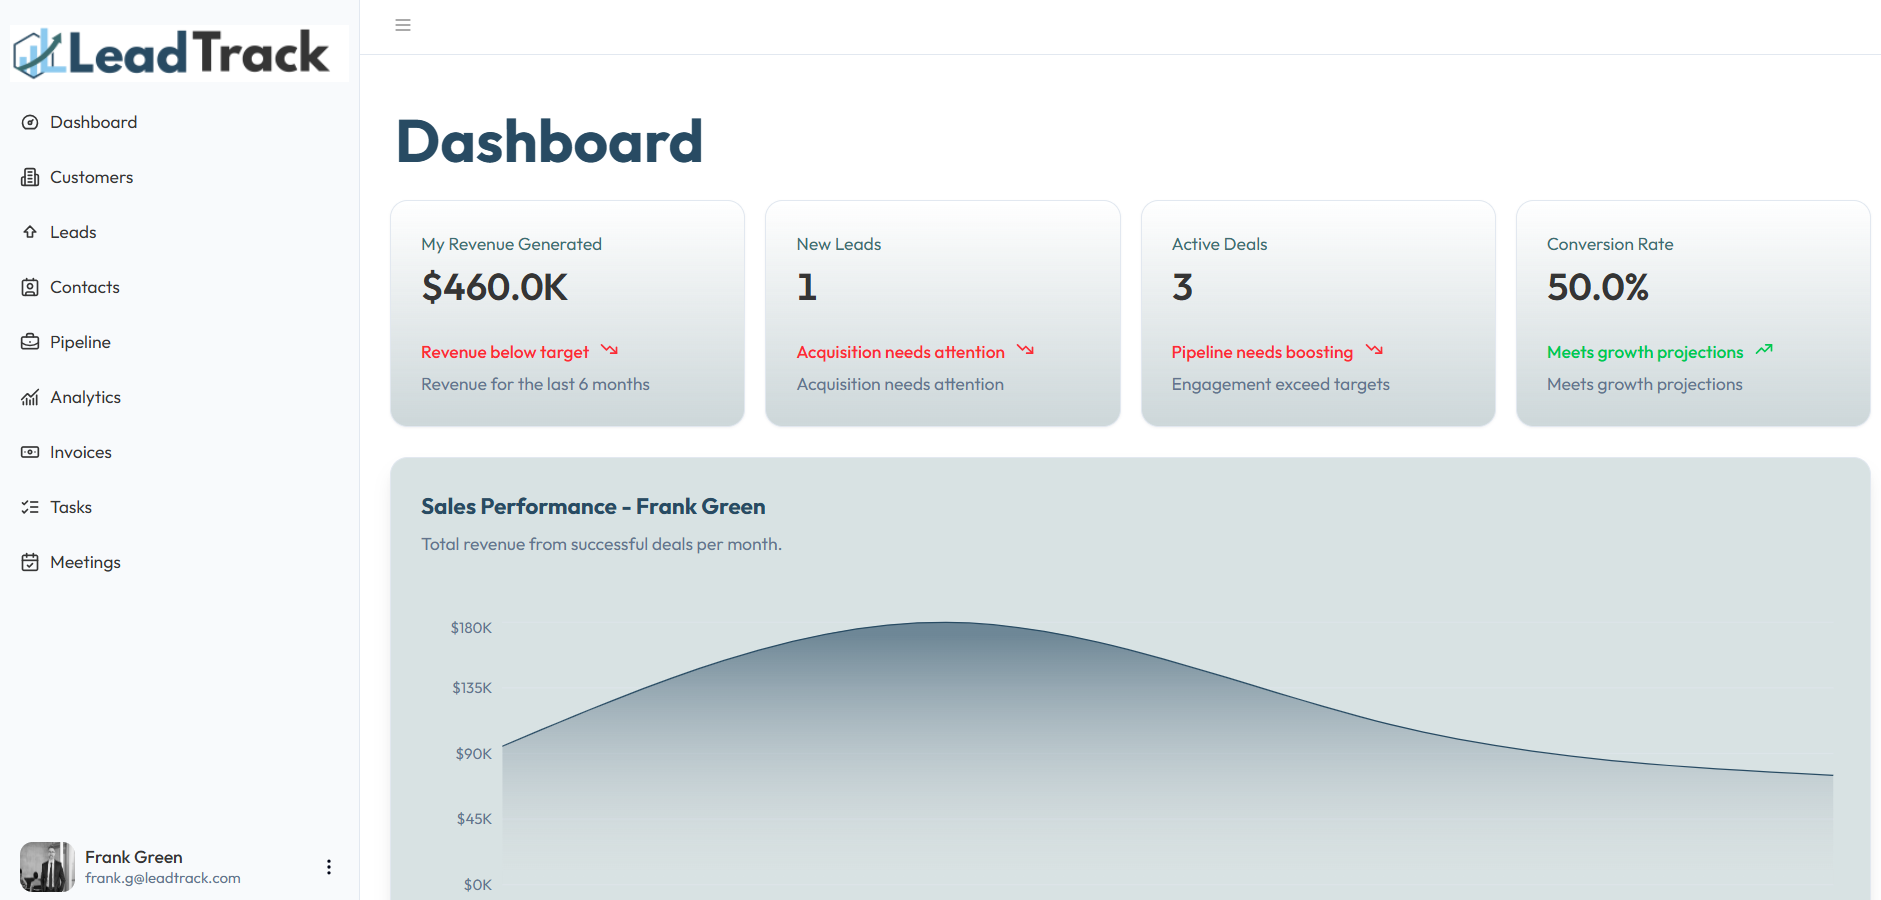 LeadTrack
Dashboard
Customers
Leads
Contacts
Pipeline
Analytics
Invoices
Tasks
Meetings
Frank Green
frank.g@leadtrack.com
Dashboard
My Revenue Generated
$460.0K
Revenue below target
Revenue for the last 6 months
New Leads
1
Acquisition needs attention
Acquisition needs attention
Active Deals
3
Pipeline needs boosting
Engagement exceed targets
Conversion Rate
50.0%
Meets growth projections
Meets growth projections
Sales Performance - Frank Green
Total revenue from successful deals per month.
$180K
$135K
$90K
$45K
$0K